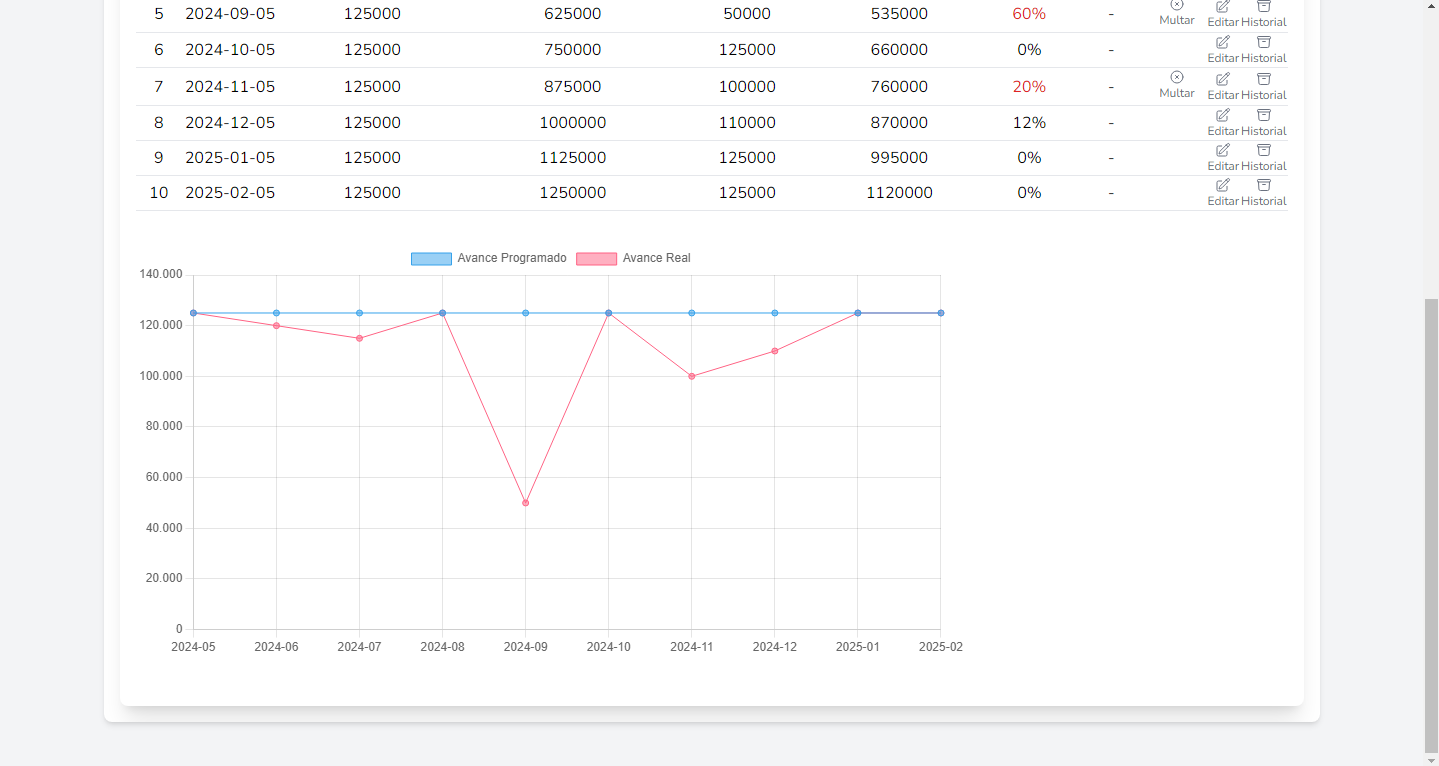 5 2024-09-05 125000 625000 50000 535000 60% - Multar Editar Historial
6 2024-10-05 125000 750000 125000 660000 0% - Editar Historial
7 2024-11-05 125000 875000 100000 760000 20% - Multar Editar Historial
8 2024-12-05 125000 1000000 110000 870000 12% - Editar Historial
9 2025-01-05 125000 1125000 125000 995000 0% - Editar Historial
10 2025-02-05 125000 1250000 125000 1120000 0% - Editar Historial
Avance Programado Avance Real
140.000
120.000
100.000
80.000
60.000
40.000
20.000
0
2024-05 2024-06 2024-07 2024-08 2024-09 2024-10 2024-11 2024-12 2025-01 2025-02